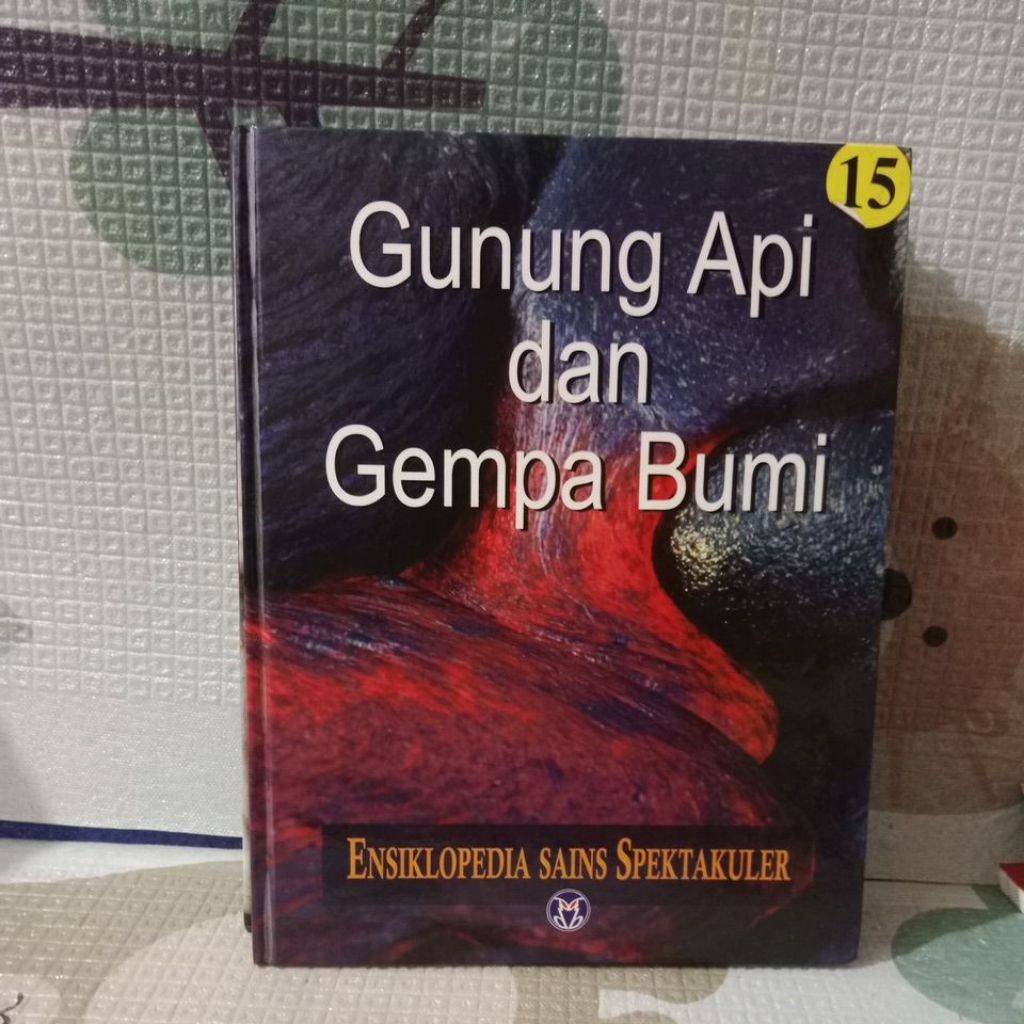 15
Gunung Api
dan
Gempa Bumi
ENSIKLOPEDIA SAINS SPEKTAKULER